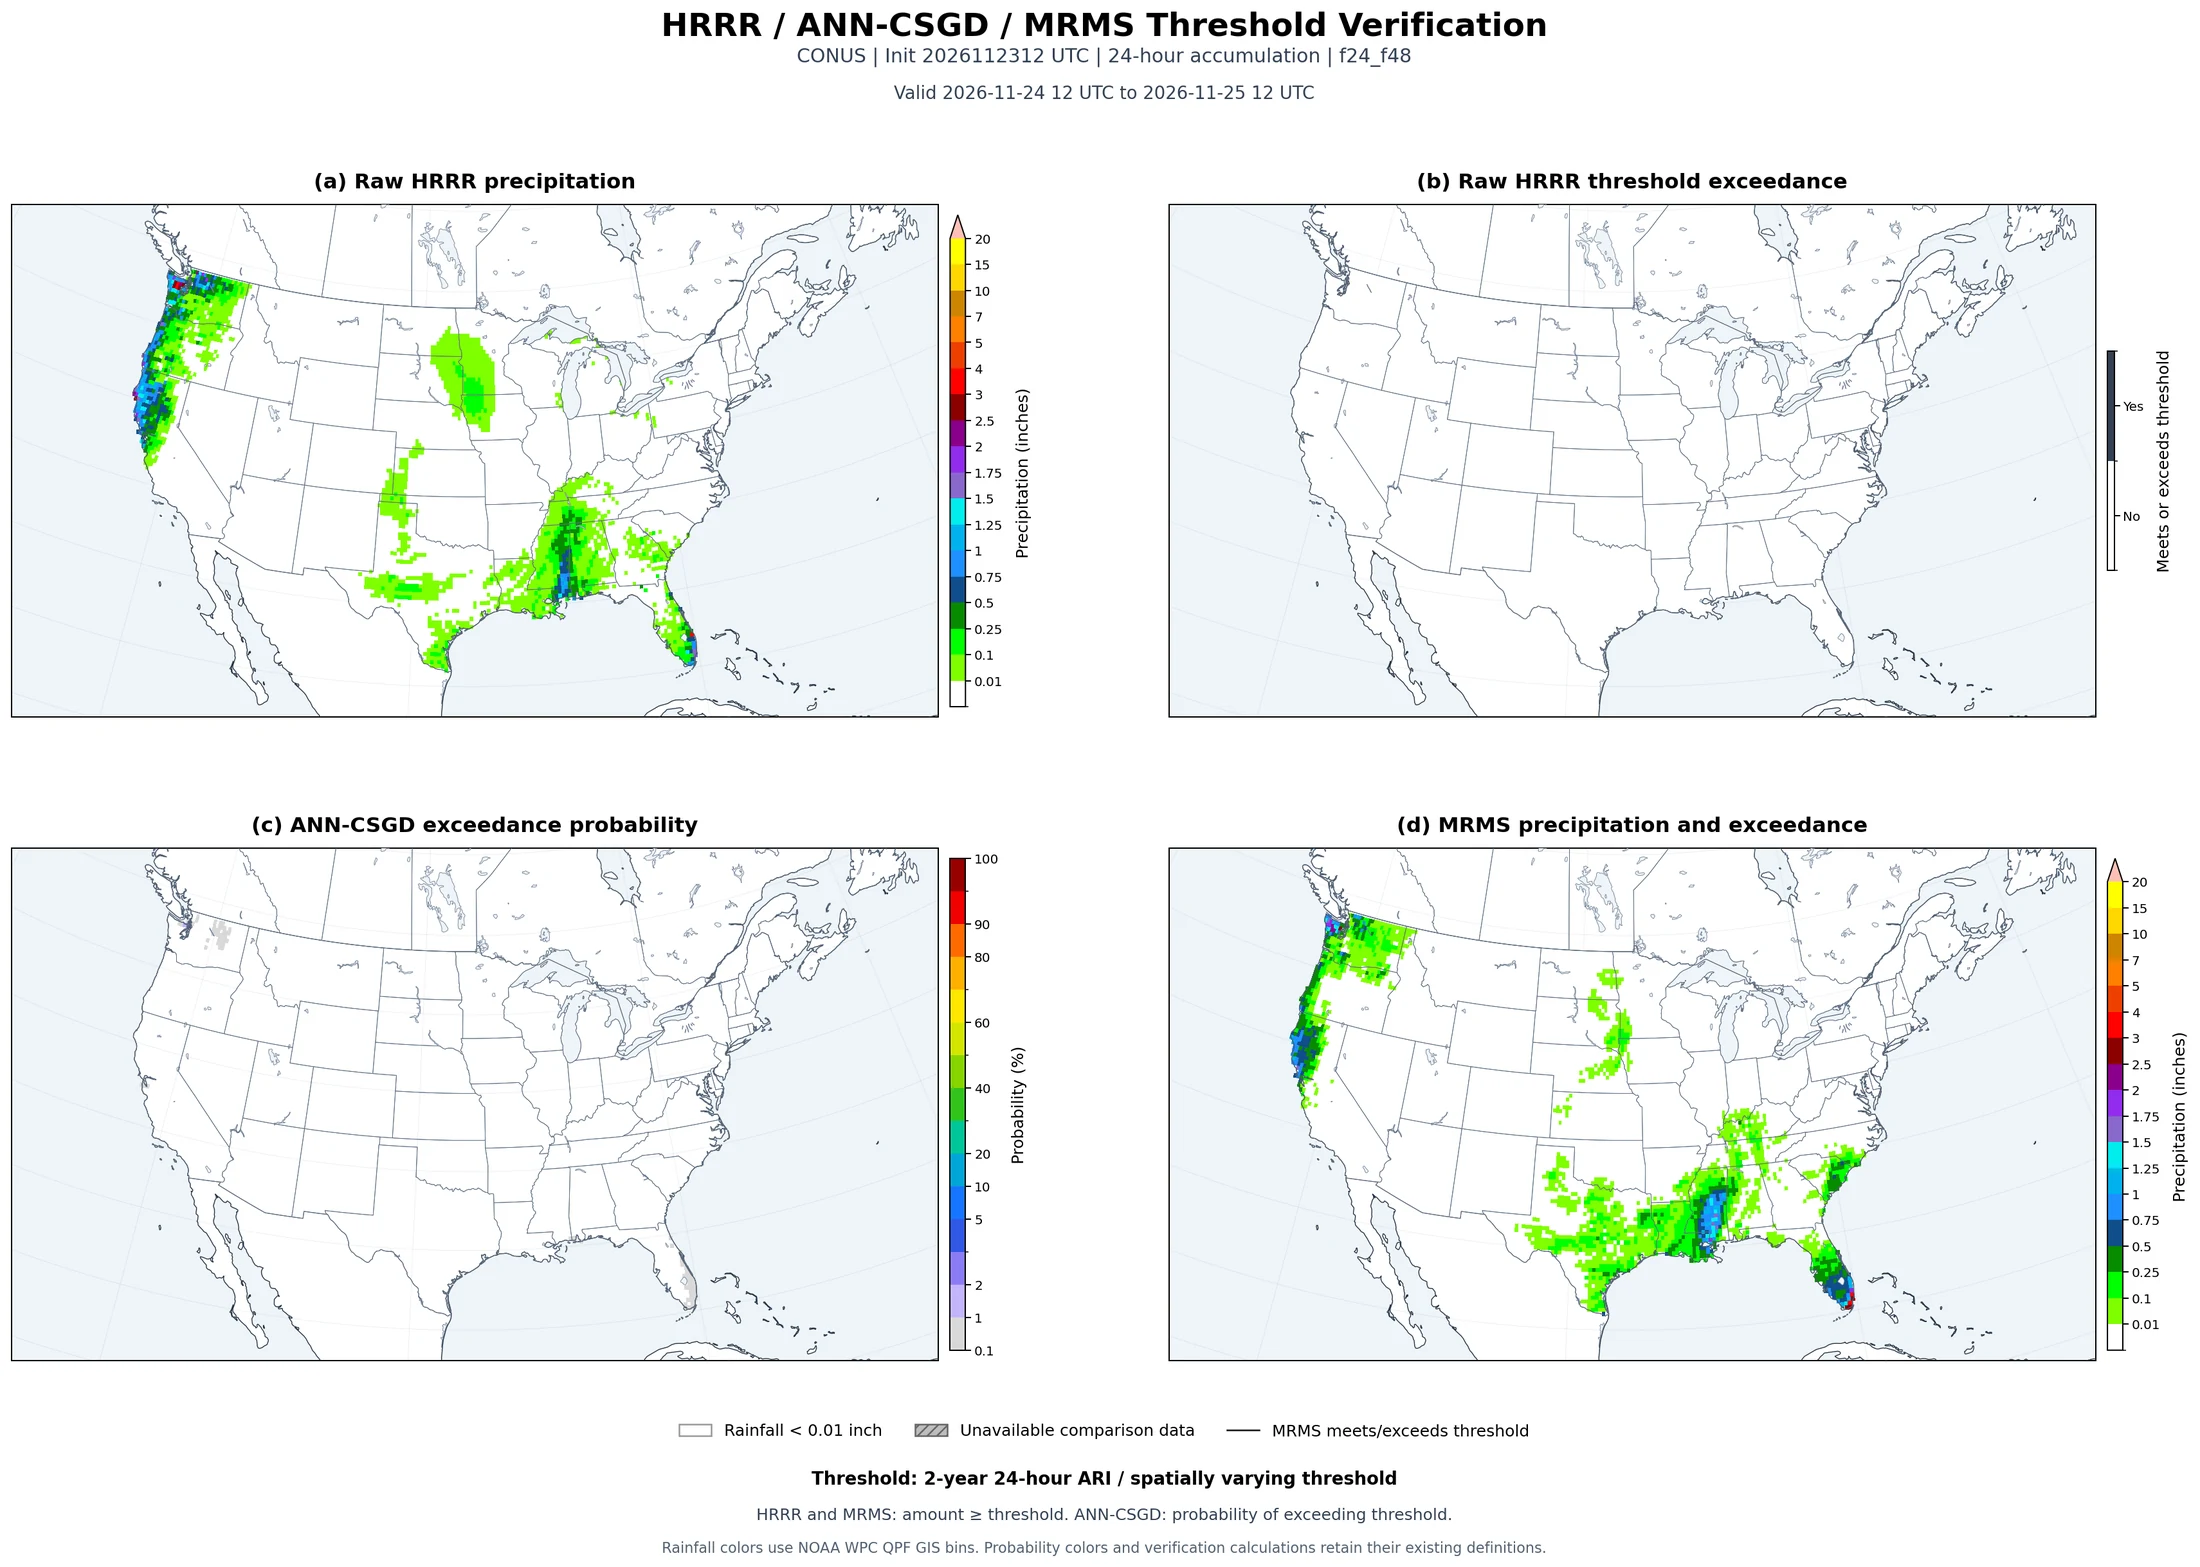 HRRR / ANN-CSGD / MRMS Threshold Verification
CONUS | Init 2026112312 UTC | 24-hour accumulation | f24_f48
Valid 2026-11-24 12 UTC to 2026-11-25 12 UTC
(a) Raw HRRR precipitation
20
15
10
7
5
4
3
2.5
2
1.75
1.5
1.25
1
0.75
0.5
0.25
0.1
0.01
Precipitation (inches)
(b) Raw HRRR threshold exceedance
Yes
No
Meets or exceeds threshold
(c) ANN-CSGD exceedance probability
100
90
80
60
40
20
10
5
2
1
0.1
Probability (%)
(d) MRMS precipitation and exceedance
20
15
10
7
5
4
3
2.5
2
1.75
1.5
1.25
1
0.75
0.5
0.25
0.1
0.01
Precipitation (inches)
Rainfall < 0.01 inch
Unavailable comparison data
MRMS meets/exceeds threshold
Threshold: 2-year 24-hour ARI / spatially varying threshold
HRRR and MRMS: amount ≥ threshold. ANN-CSGD: probability of exceeding threshold.
Rainfall colors use NOAA WPC QPF GIS bins. Probability colors and verification calculations retain their existing definitions.